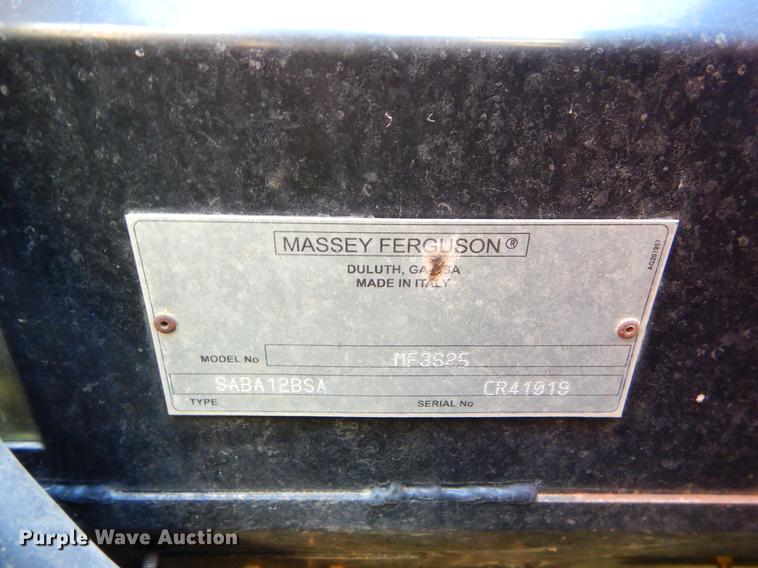 MASSEY FERGUSON®
DULUTH, GA USA
MADE IN ITALY
AG207857
MODEL No MF3625
SABA12BSA CR41019
TYPE SERIAL No
Purple Wave Auction